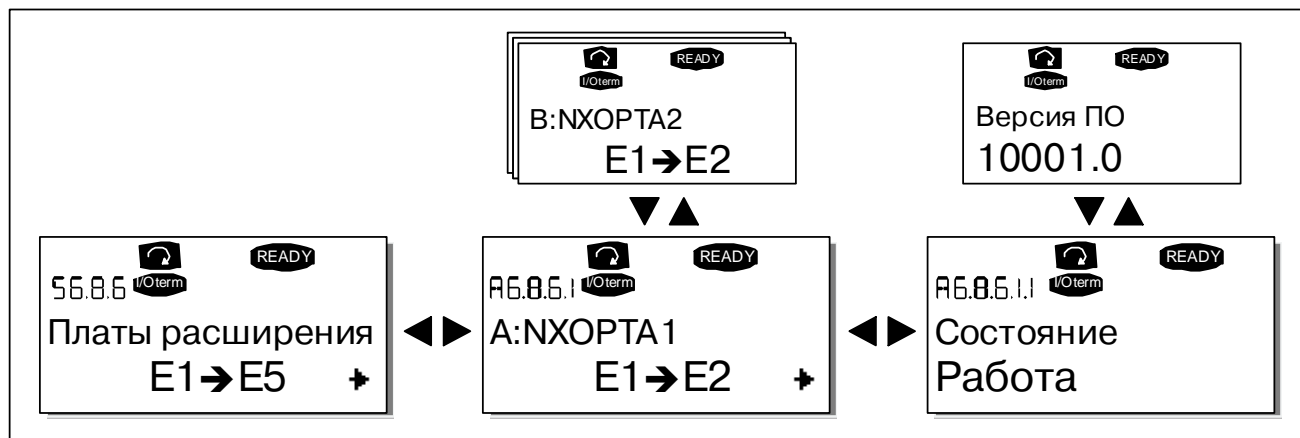 READY
I/Oterm
B:NXOPTA2
E1➔E2
READY
I/Oterm
Версия ПО
10001.0
READY
S6.8.6 I/Oterm
Платы расширения
E1➔E5
READY
A6.8.6.1 I/Oterm
A:NXOPTA1
E1➔E2
READY
A6.8.6.1.1 I/Oterm
Состояние
Работа